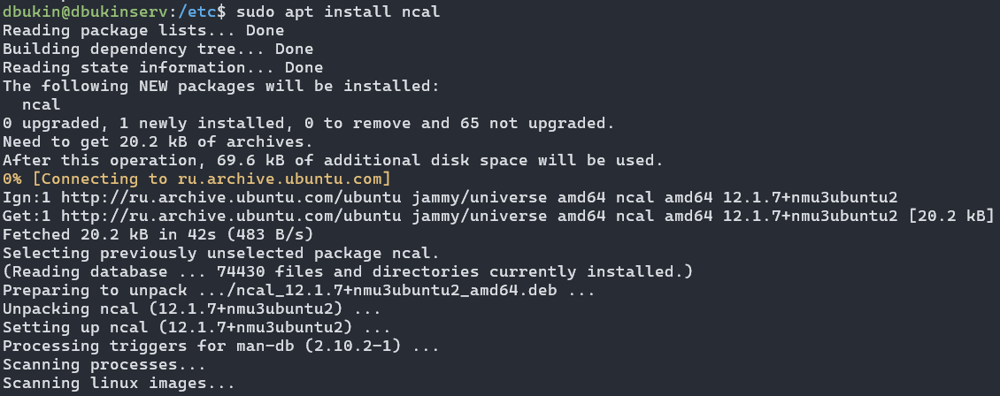 dbukin@dbukinserv:/etc$ sudo apt install ncal
Reading package lists... Done
Building dependency tree... Done
Reading state information... Done
The following NEW packages will be installed:
  ncal
0 upgraded, 1 newly installed, 0 to remove and 65 not upgraded.
Need to get 20.2 kB of archives.
After this operation, 69.6 kB of additional disk space will be used.
0% [Connecting to ru.archive.ubuntu.com]
Ign:1 http://ru.archive.ubuntu.com/ubuntu jammy/universe amd64 ncal amd64 12.1.7+nmu3ubuntu2
Get:1 http://ru.archive.ubuntu.com/ubuntu jammy/universe amd64 ncal amd64 12.1.7+nmu3ubuntu2 [20.2 kB]
Fetched 20.2 kB in 42s (483 B/s)
Selecting previously unselected package ncal.
(Reading database ... 74430 files and directories currently installed.)
Preparing to unpack .../ncal_12.1.7+nmu3ubuntu2_amd64.deb ...
Unpacking ncal (12.1.7+nmu3ubuntu2) ...
Setting up ncal (12.1.7+nmu3ubuntu2) ...
Processing triggers for man-db (2.10.2-1) ...
Scanning processes...
Scanning linux images...